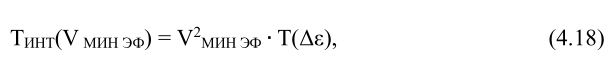 Tинт(V мин эф) = V²мин эф · T(Δε), (4.18)